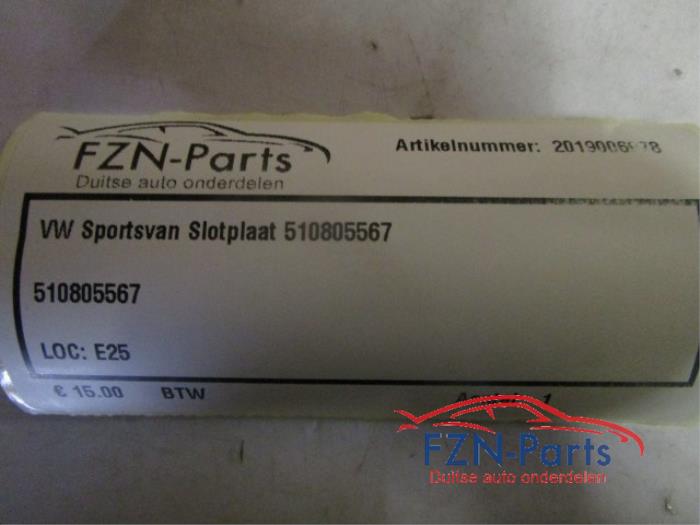 FZN-Parts
Duitse auto onderdelen
Artikelnummer:
VW Sportsvan Slotplaat 510805567
510805567
LOC: E25
€ 15.00 BTW 1
FZN-Parts
Duitse auto onderdelen